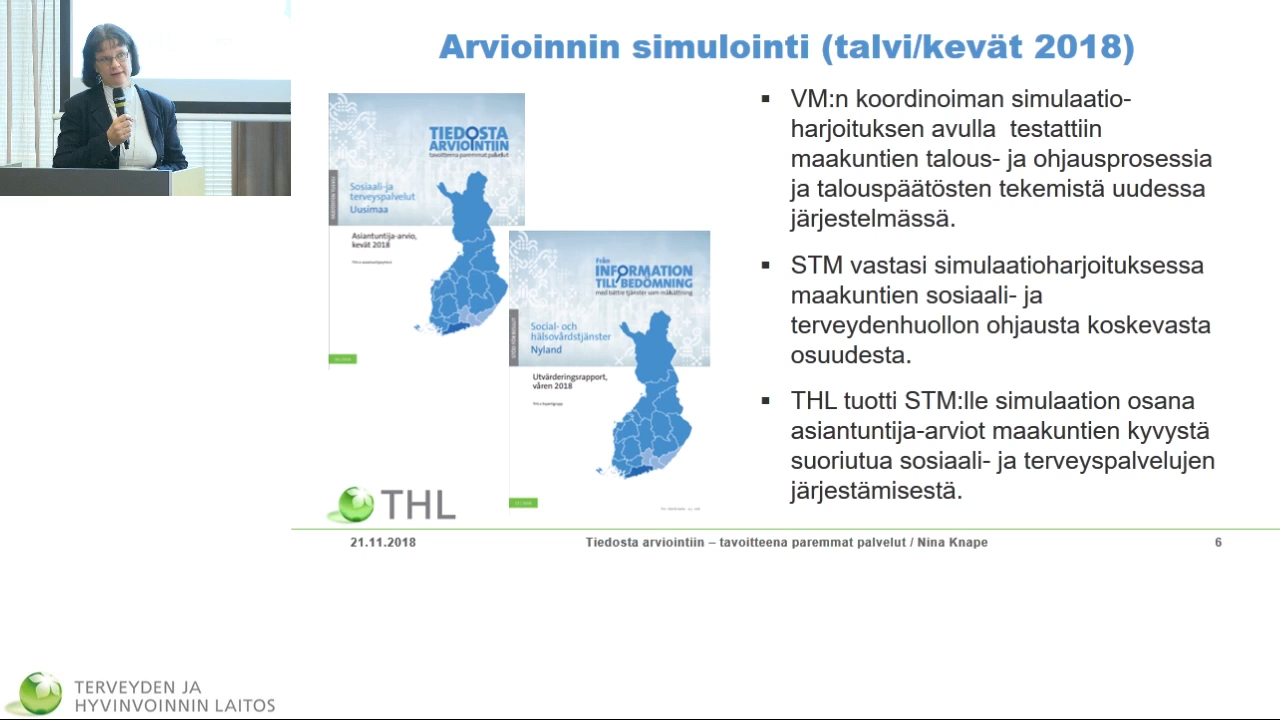 Arvioinnin simulointi (talvi/kevät 2018)
TIEDOSTA
ARVIOINTIIN
tavoitteena paremmat palvelut
Sosiaali- ja
terveyspalvelut
Uusimaa
Asiantuntija-arvio,
kevät 2018
Från
INFORMATION
TILL BEDÖMNING
med bättre tjänster som målsättning
Social- och
hälsovårdstjänster
Nyland
Utvärderingsrapport,
våren 2018
▪ VM:n koordinoiman simulaatio-
harjoituksen avulla testattiin
maakuntien talous- ja ohjausprosessia
ja talouspäätösten tekemistä uudessa
järjestelmässä.
▪ STM vastasi simulaatioharjoituksessa
maakuntien sosiaali- ja
terveydenhuollon ohjausta koskevasta
osuudesta.
▪ THL tuotti STM:lle simulaation osana
asiantuntija-arviot maakuntien kyvystä
suoriutua sosiaali- ja terveyspalvelujen
järjestämisestä.
THL
21.11.2018
Tiedosta arviointiin – tavoitteena paremmat palvelut / Nina Knape
6
TERVEYDEN JA
HYVINVOINNIN LAITOS